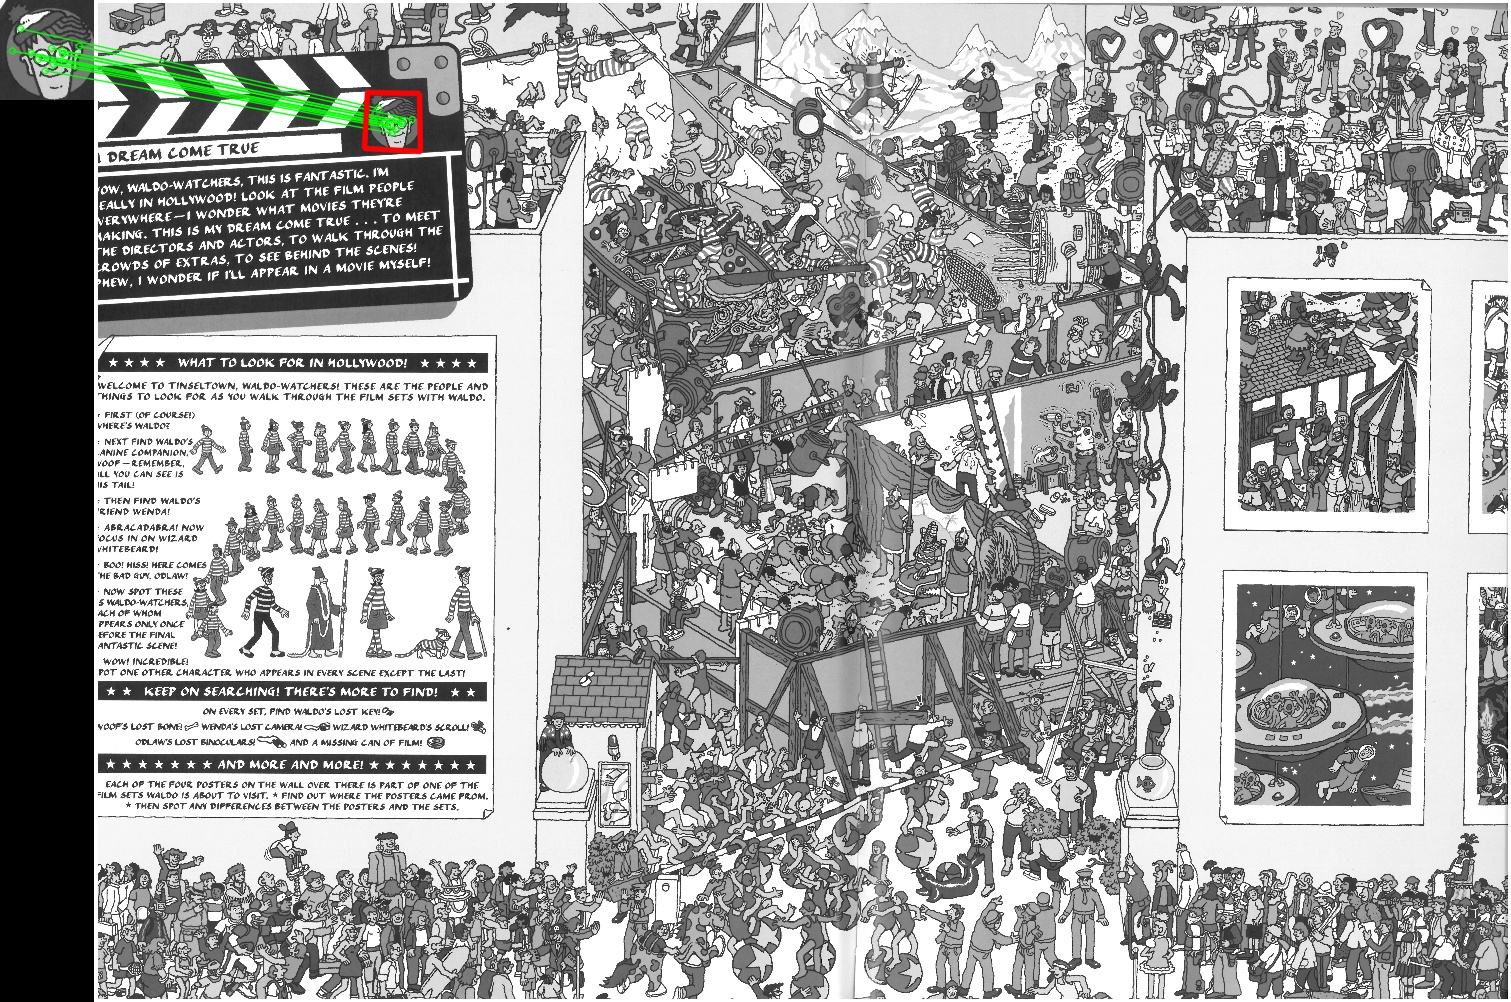 A DREAM COME TRUE
OW, WALDO-WATCHERS, THIS IS FANTASTIC. I'M
EALLY IN HOLLYWOOD! LOOK AT THE FILM PEOPLE
VERYWHERE—I WONDER WHAT MOVIES THEY'RE
AKING. THIS IS MY DREAM COME TRUE . . . TO MEET
HE DIRECTORS AND ACTORS, TO WALK THROUGH THE
CROWDS OF EXTRAS, TO SEE BEHIND THE SCENES!
PHEW, I WONDER IF I'LL APPEAR IN A MOVIE MYSELF!
★ ★ ★ ★ WHAT TO LOOK FOR IN HOLLYWOOD! ★ ★ ★ ★
WELCOME TO TINSELTOWN, WALDO-WATCHERS! THESE ARE THE PEOPLE AND
THINGS TO LOOK FOR AS YOU WALK THROUGH THE FILM SETS WITH WALDO.
FIRST (OF COURSE!)
WHERE'S WALDO?
NEXT FIND WALDO'S
ANINE COMPANION,
WOOF—REMEMBER,
ALL YOU CAN SEE IS
HIS TAIL!
THEN FIND WALDO'S
FRIEND WENDA!
ABRACADABRA! NOW
FOCUS IN ON WIZARD
WHITEBEARD!
BOO! HISS! HERE COMES
THE BAD GUY, ODLAW!
NOW SPOT THESE
5 WALDO-WATCHERS,
EACH OF WHOM
APPEARS ONLY ONCE
BEFORE THE FINAL
FANTASTIC SCENE!
WOW! INCREDIBLE!
POT ONE OTHER CHARACTER WHO APPEARS IN EVERY SCENE EXCEPT THE LAST!
★ ★ KEEP ON SEARCHING! THERE'S MORE TO FIND! ★ ★
ON EVERY SET, FIND WALDO'S LOST KEY!
WOOF'S LOST BONE! WENDA'S LOST CAMERA! WIZARD WHITEBEARD'S SCROLL!
ODLAW'S LOST BINOCULARS! AND A MISSING CAN OF FILM!
★ ★ ★ ★ ★ ★ ★ AND MORE AND MORE! ★ ★ ★ ★ ★ ★ ★
EACH OF THE FOUR POSTERS ON THE WALL OVER THERE IS PART OF ONE OF THE
FILM SETS WALDO IS ABOUT TO VISIT. ★ FIND OUT WHERE THE POSTERS CAME FROM.
★ THEN SPOT ANY DIFFERENCES BETWEEN THE POSTERS AND THE SETS.